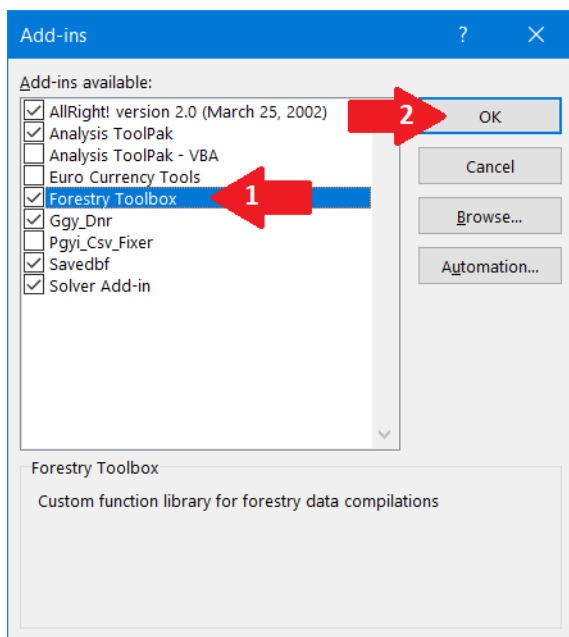 Add-ins ? ×
Add-ins available:
AllRight! version 2.0 (March 25, 2002)
Analysis ToolPak
Analysis ToolPak - VBA
Euro Currency Tools
Forestry Toolbox
Ggy_Dnr
Pgyi_Csv_Fixer
Savedbf
Solver Add-in
1
2
OK
Cancel
Browse...
Automation...
Forestry Toolbox
Custom function library for forestry data compilations